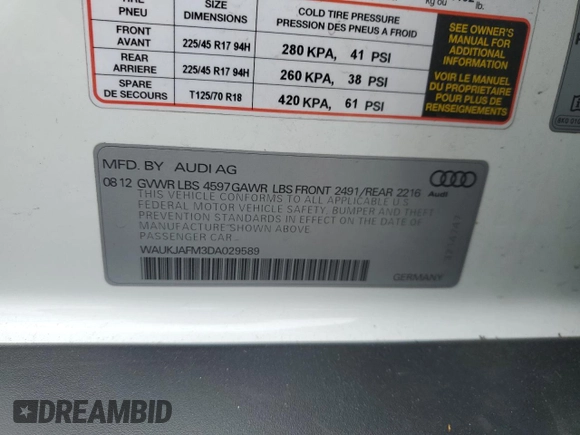 TIRE SIZE COLD TIRE PRESSURE
PNEU DIMENSIONS PRESSION DES PNEUS A FROID
FRONT
AVANT 225/45 R17 94H 280 KPA, 41 PSI
REAR
ARRIERE 225/45 R17 94H 260 KPA, 38 PSI
SPARE
DE SECOURS T125/70 R18 420 KPA, 61 PSI
kg ou lb.
SEE OWNER'S
MANUAL FOR
ADDITIONAL
INFORMATION
VOIR LE MANUEL
DU PROPRIETAIRE
POUR PLUS DE
RENSEIGNEMENTS
MFD. BY AUDI AG
Audi
08 12 GVWR LBS 4597 GAWR LBS FRONT 2491/REAR 2216
THIS VEHICLE CONFORMS TO ALL APPLICABLE U.S
FEDERAL MOTOR VEHICLE SAFETY, BUMPER AND THEFT
PREVENTION STANDARDS IN EFFECT ON THE DATE OF
MANUFACTURE SHOWN ABOVE
PASSENGER CAR
WAUKJAFM3DA029589
GERMANY
DREAMBID